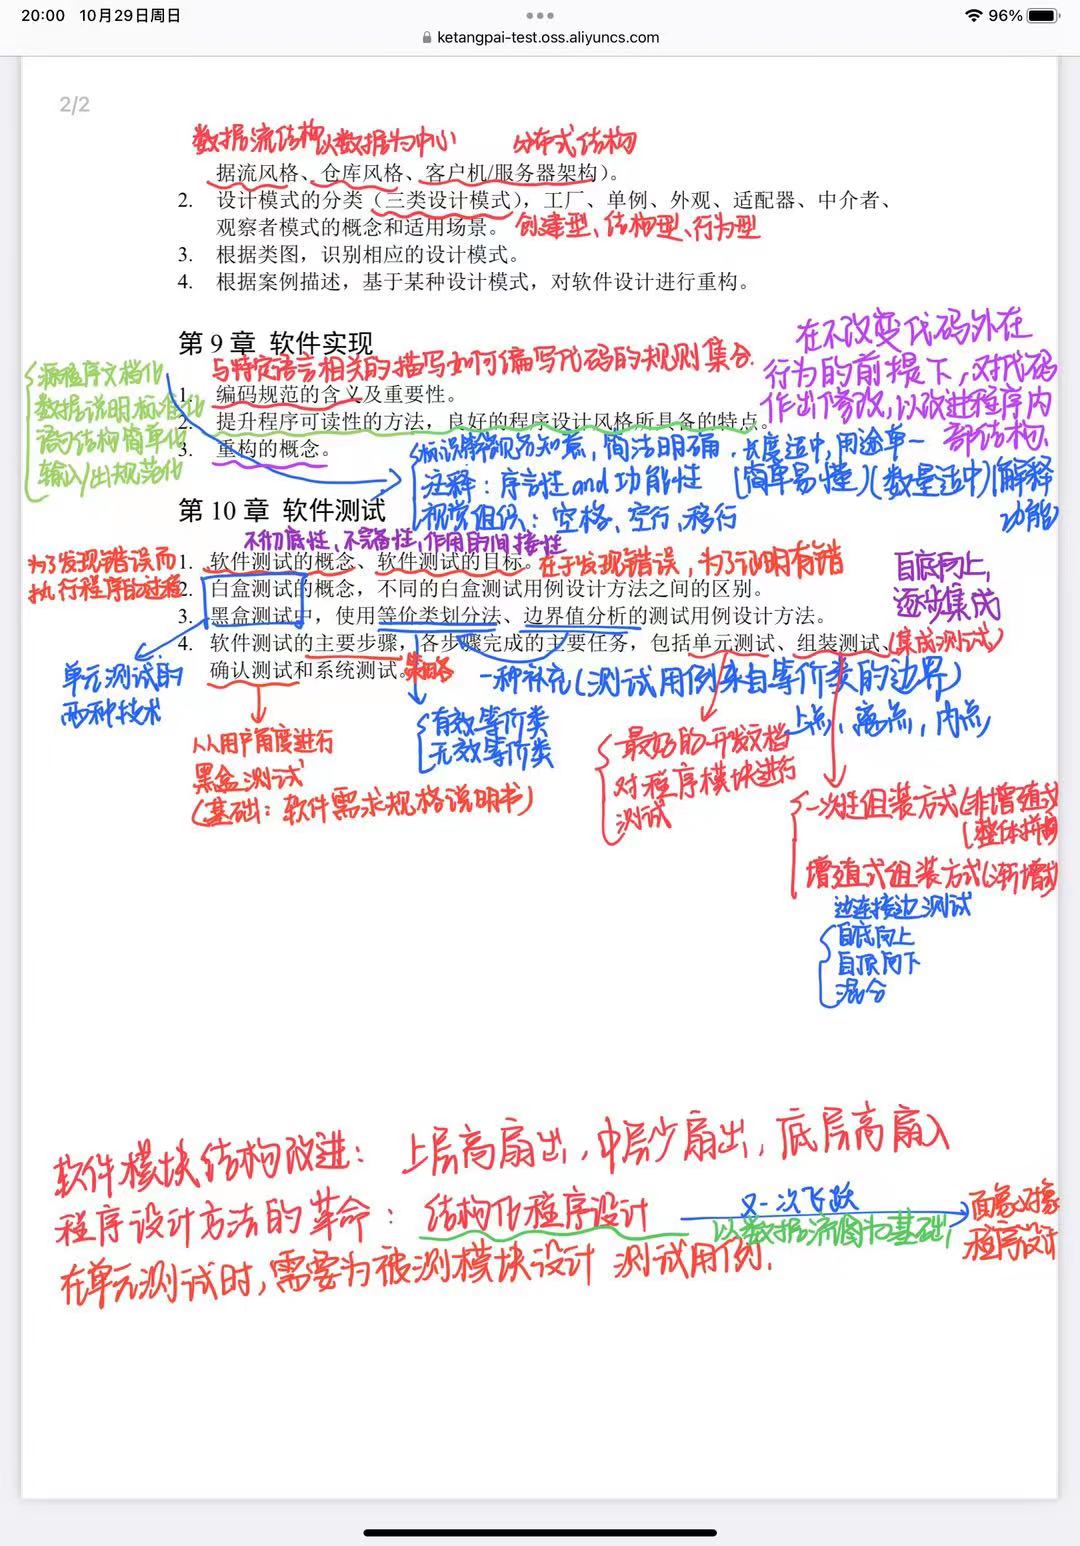 20:00 10月29日周日
96%
ketangpai-test.oss.aliyuncs.com
2/2
数据流结构 以数据为中心 分布式结构
据流风格、仓库风格、客户机/服务器架构)。
2. 设计模式的分类（三类设计模式），工厂、单例、外观、适配器、中介者、
观察者模式的概念和适用场景。 创建型、结构型、行为型
3. 根据类图，识别相应的设计模式。
4. 根据案例描述，基于某种设计模式，对软件设计进行重构。
第 9 章 软件实现
与特定语言相关的描写如何编写代码的规则集合.
在不改变代码外在
行为的前提下,对代码
作出修改,以改进程序内
部结构.
源程序文档化
数据说明标准化
语句结构简单化
输入/出规范化
1. 编码规范的含义及重要性。
2. 提升程序可读性的方法，良好的程序设计风格所具备的特点。
3. 重构的概念。
知意,简洁明确.长度适中,用途单一
注释：序言性and功能性 (简单易懂)(数量适中)(解释
功能
视觉组织：空格、空行、移行
第 10 章 软件测试
不彻底性、不完备性,作用的间接性
为了发现错误而
执行程序的过程
1. 软件测试的概念、软件测试的目标。在于发现错误,为了证明有错
2. 白盒测试的概念，不同的白盒测试用例设计方法之间的区别。
3. 黑盒测试中，使用等价类划分法、边界值分析的测试用例设计方法。
4. 软件测试的主要步骤，各步骤完成的主要任务，包括单元测试、组装测试、(集成测试)
确认测试和系统测试。策略
自底向上,
逐步集成
单元测试的
两种技术
一种补充(测试用例来自等价类的边界)
上点、离点、内点
有效等价类
无效等价类
从用户角度进行
黑盒测试
(基础：软件需求规格说明书)
最好的开发文档
对程序模块进行
测试
一次性组装方式(非增殖式
(整体拼
增殖式组装方式(渐增式
边连接边测试
自底向上
自顶向下
混合
软件模块结构改进： 上层高扇出,中层少扇出,底层高扇入
程序设计方法的革命：结构化程序设计 又一次飞跃 面象对象
以数据流图为基础, 程序设计
在单元测试时,需要为被测模块设计 测试用例.